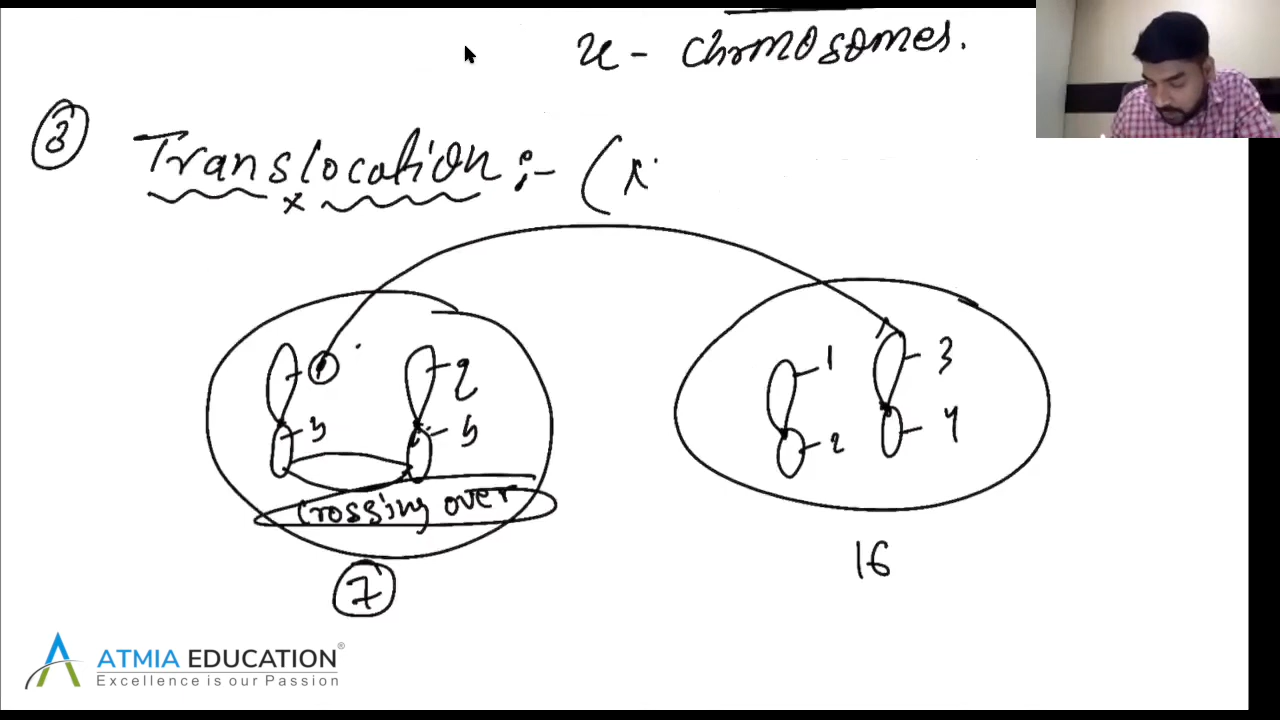 x - chromosomes.
3 Translocation :- (
1 2
3 5
Crossing over
7
1 3
2 4
16
ATMIA EDUCATION®
Excellence is our Passion